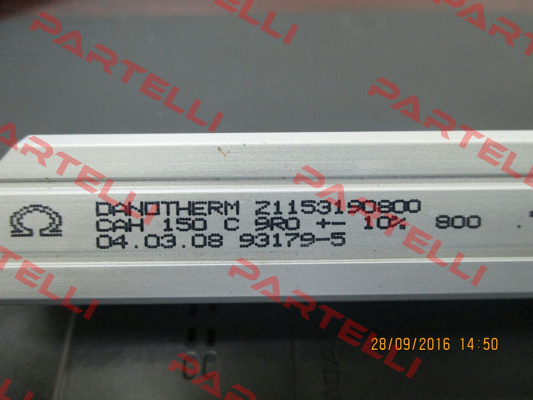 PARTELLI
PARTELLI
PARTELLI
DANOTHERM Z1153190800
CAH 150 C 9R0 +- 10% 800
04.03.08 93179-5
28/09/2016 14:50
PARTELLI
PARTELLI